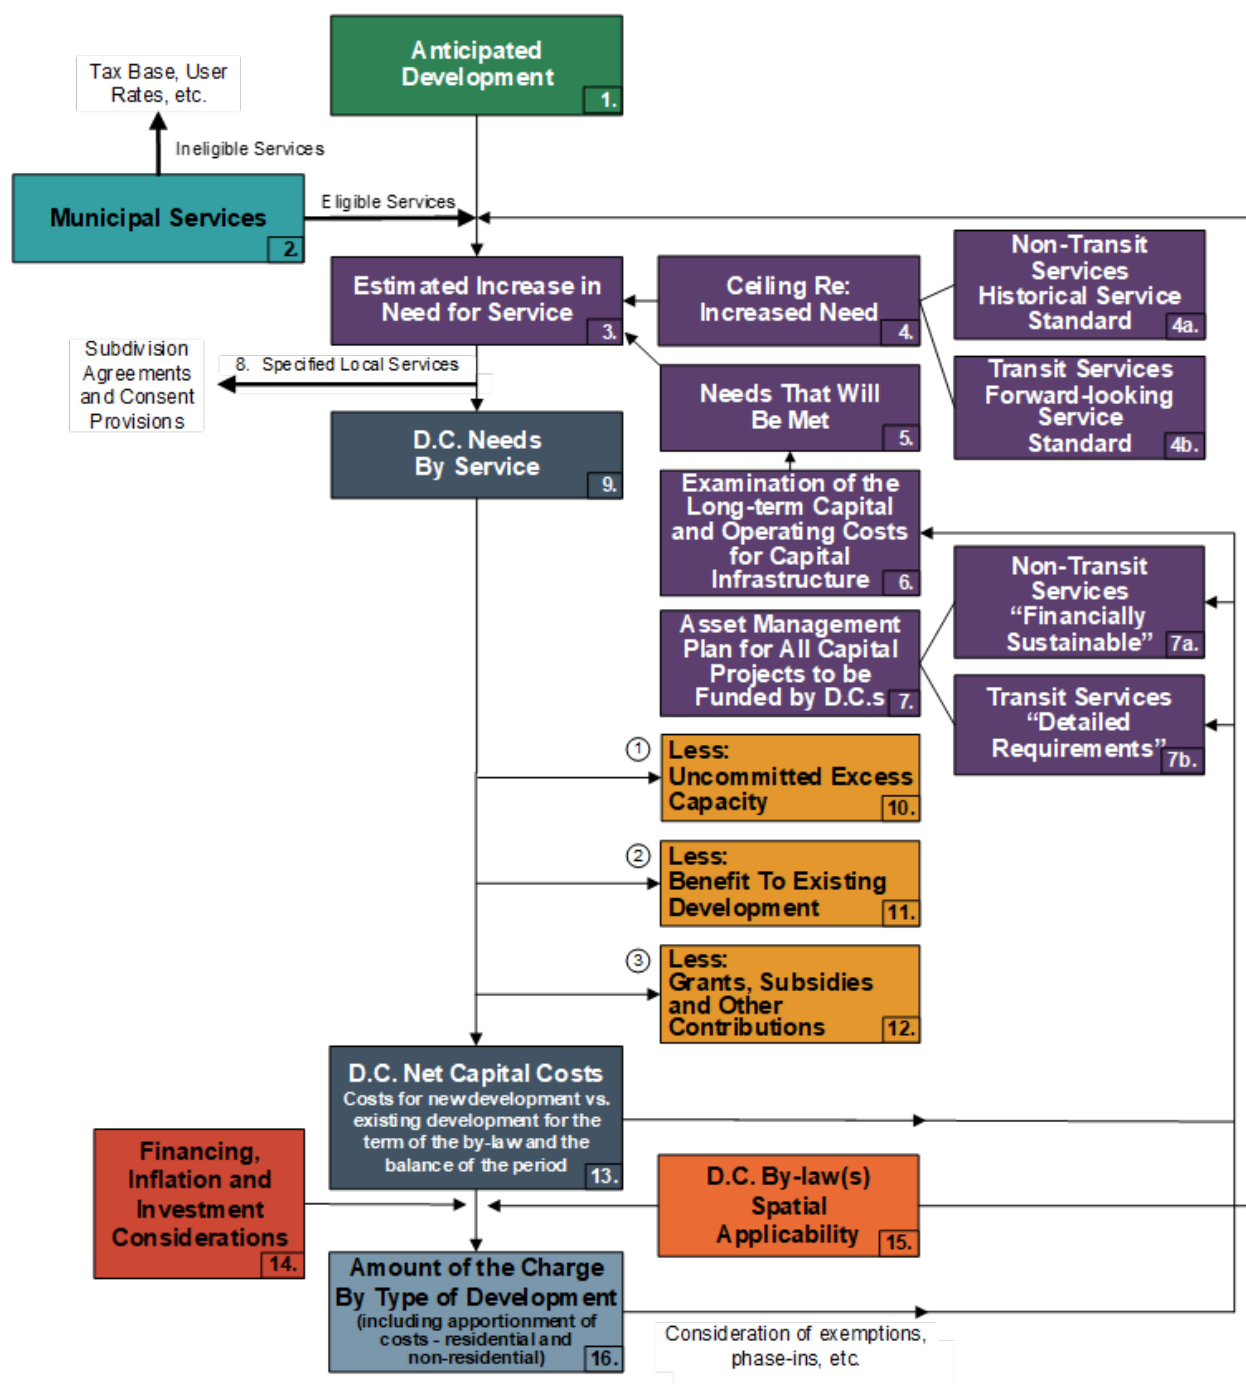 Anticipated
Development
1.
Tax Base, User
Rates, etc.
Ineligible Services
Municipal Services
2.
Eligible Services
Estimated Increase in
Need for Service
3.
Ceiling Re:
Increased Need
4.
Non-Transit
Services
Historical Service
Standard
4a.
Transit Services
Forward-looking
Service
Standard
4b.
Needs That Will
Be Met
5.
8. Specified Local Services
Subdivision
Agreements
and Consent
Provisions
D.C. Needs
By Service
9.
Examination of the
Long-term Capital
and Operating Costs
for Capital
Infrastructure
6.
Non-Transit
Services
“Financially
Sustainable”
7a.
Asset Management
Plan for All Capital
Projects to be
Funded by D.C.s
7.
Transit Services
“Detailed
Requirements”
7b.
1
Less:
Uncommitted Excess
Capacity
10.
2
Less:
Benefit To Existing
Development
11.
3
Less:
Grants, Subsidies
and Other
Contributions
12.
D.C. Net Capital Costs
Costs for new development vs.
existing development for the
term of the by-law and the
balance of the period
13.
Financing,
Inflation and
Investment
Considerations
14.
D.C. By-law(s)
Spatial
Applicability
15.
Amount of the Charge
By Type of Development
(including apportionment of
costs - residential and
non-residential)
16.
Consideration of exemptions,
phase-ins, etc.